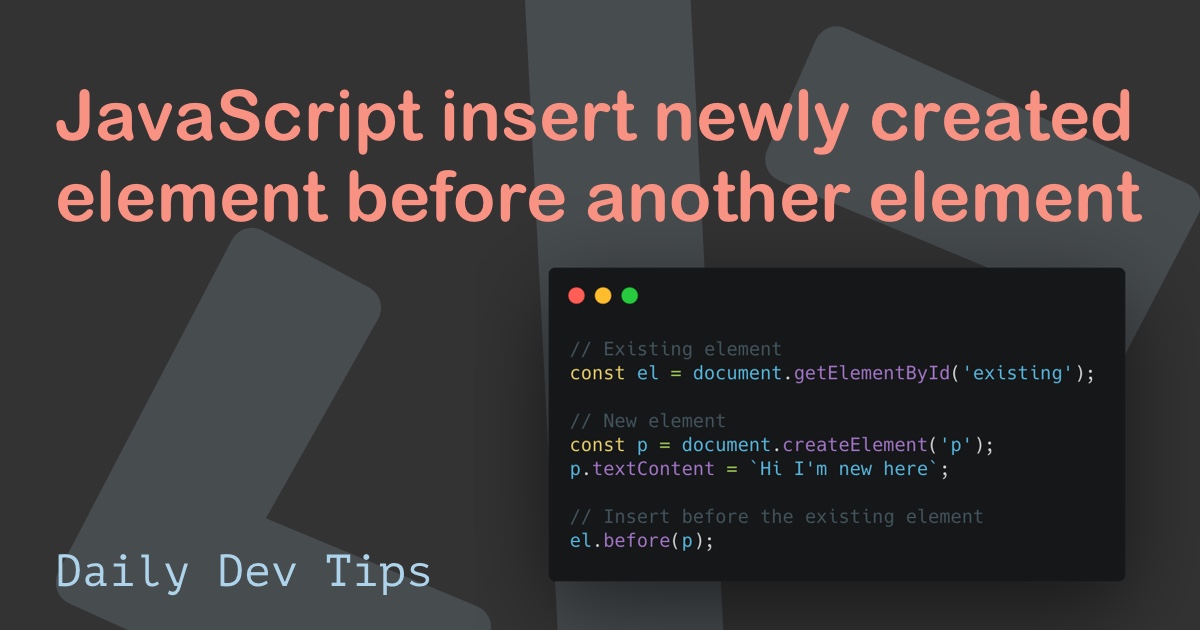 JavaScript insert newly created
element before another element
// Existing element
const el = document.getElementById('existing');
// New element
const p = document.createElement('p');
p.textContent = `Hi I'm new here`;
// Insert before the existing element
el.before(p);
Daily Dev Tips